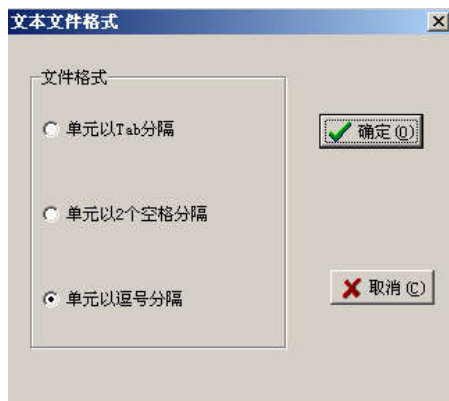 文本文件格式
文件格式
单元以Tab分隔
确定(O)
单元以2个空格分隔
单元以逗号分隔
取消(C)